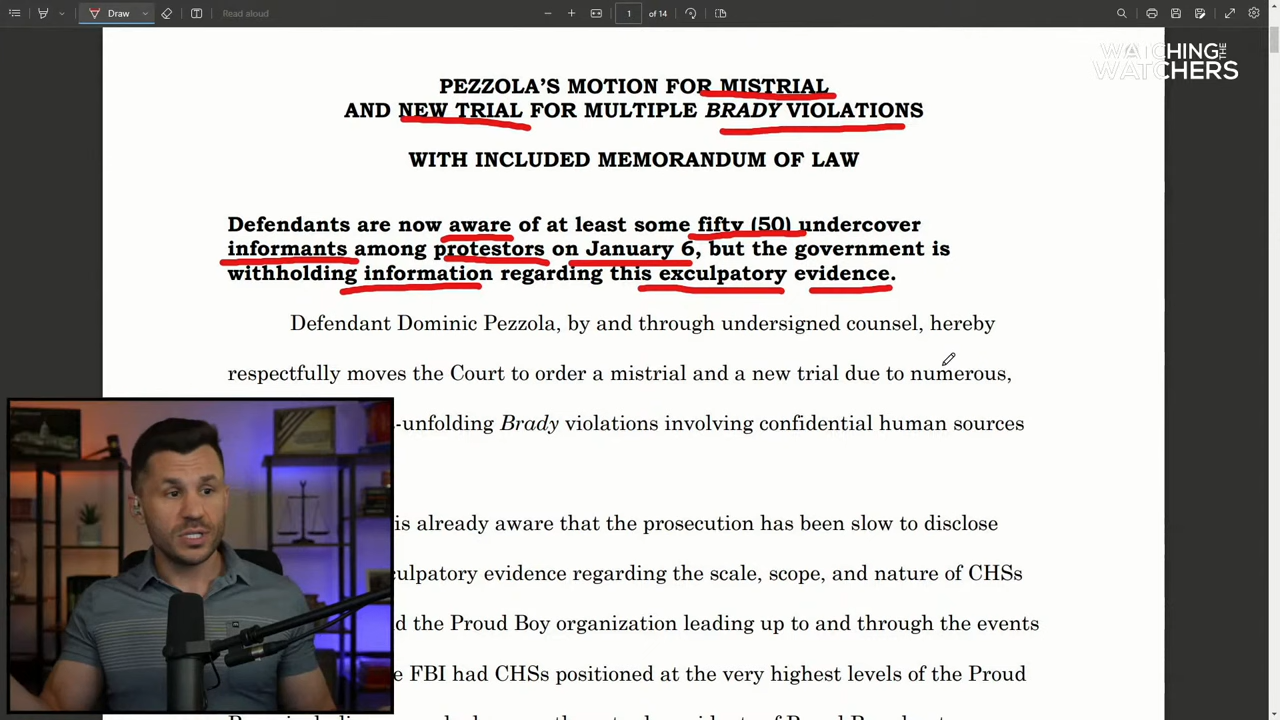 Draw
Read aloud
1
of 14
WATCHING THE
WATCHERS
PEZZOLA'S MOTION FOR MISTRIAL
AND NEW TRIAL FOR MULTIPLE BRADY VIOLATIONS
WITH INCLUDED MEMORANDUM OF LAW
Defendants are now aware of at least some fifty (50) undercover
informants among protestors on January 6, but the government is
withholding information regarding this exculpatory evidence.
Defendant Dominic Pezzola, by and through undersigned counsel, hereby
respectfully moves the Court to order a mistrial and a new trial due to numerous,
-unfolding Brady violations involving confidential human sources
is already aware that the prosecution has been slow to disclose
culpatory evidence regarding the scale, scope, and nature of CHSs
the Proud Boy organization leading up to and through the events
FBI had CHSs positioned at the very highest levels of the Proud